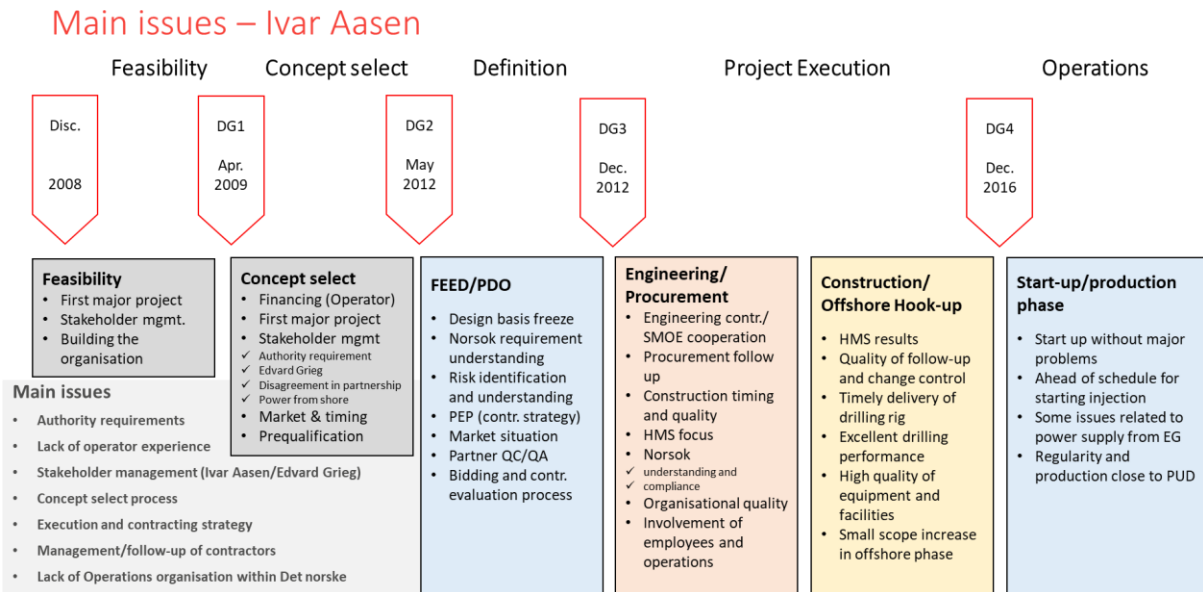 Main issues – Ivar Aasen
Feasibility
Concept select
Definition
Project Execution
Operations
Disc.
2008
DG1
Apr.
2009
DG2
May
2012
DG3
Dec.
2012
DG4
Dec.
2016
Feasibility
• First major project
• Stakeholder mgmt.
• Building the
organisation
Main issues
• Authority requirements
• Lack of operator experience
• Stakeholder management (Ivar Aasen/Edvard Grieg)
• Concept select process
• Execution and contracting strategy
• Management/follow-up of contractors
• Lack of Operations organisation within Det norske
Concept select
• Financing (Operator)
• First major project
• Stakeholder mgmt
✓ Authority requirement
✓ Edvard Grieg
✓ Disagreement in partnership
✓ Power from shore
• Market & timing
• Prequalification
FEED/PDO
• Design basis freeze
• Norsok requirement
understanding
• Risk identification
and understanding
• PEP (contr. strategy)
• Market situation
• Partner QC/QA
• Bidding and contr.
evaluation process
Engineering/
Procurement
• Engineering contr./
SMOE cooperation
• Procurement follow
up
• Construction timing
and quality
• HMS focus
• Norsok
✓ understanding and
✓ compliance
• Organisational quality
• Involvement of
employees and
operations
Construction/
Offshore Hook-up
• HMS results
• Quality of follow-up
and change control
• Timely delivery of
drilling rig
• Excellent drilling
performance
• High quality of
equipment and
facilities
• Small scope increase
in offshore phase
Start-up/production
phase
• Start up without major
problems
• Ahead of schedule for
starting injection
• Some issues related to
power supply from EG
• Regularity and
production close to PUD